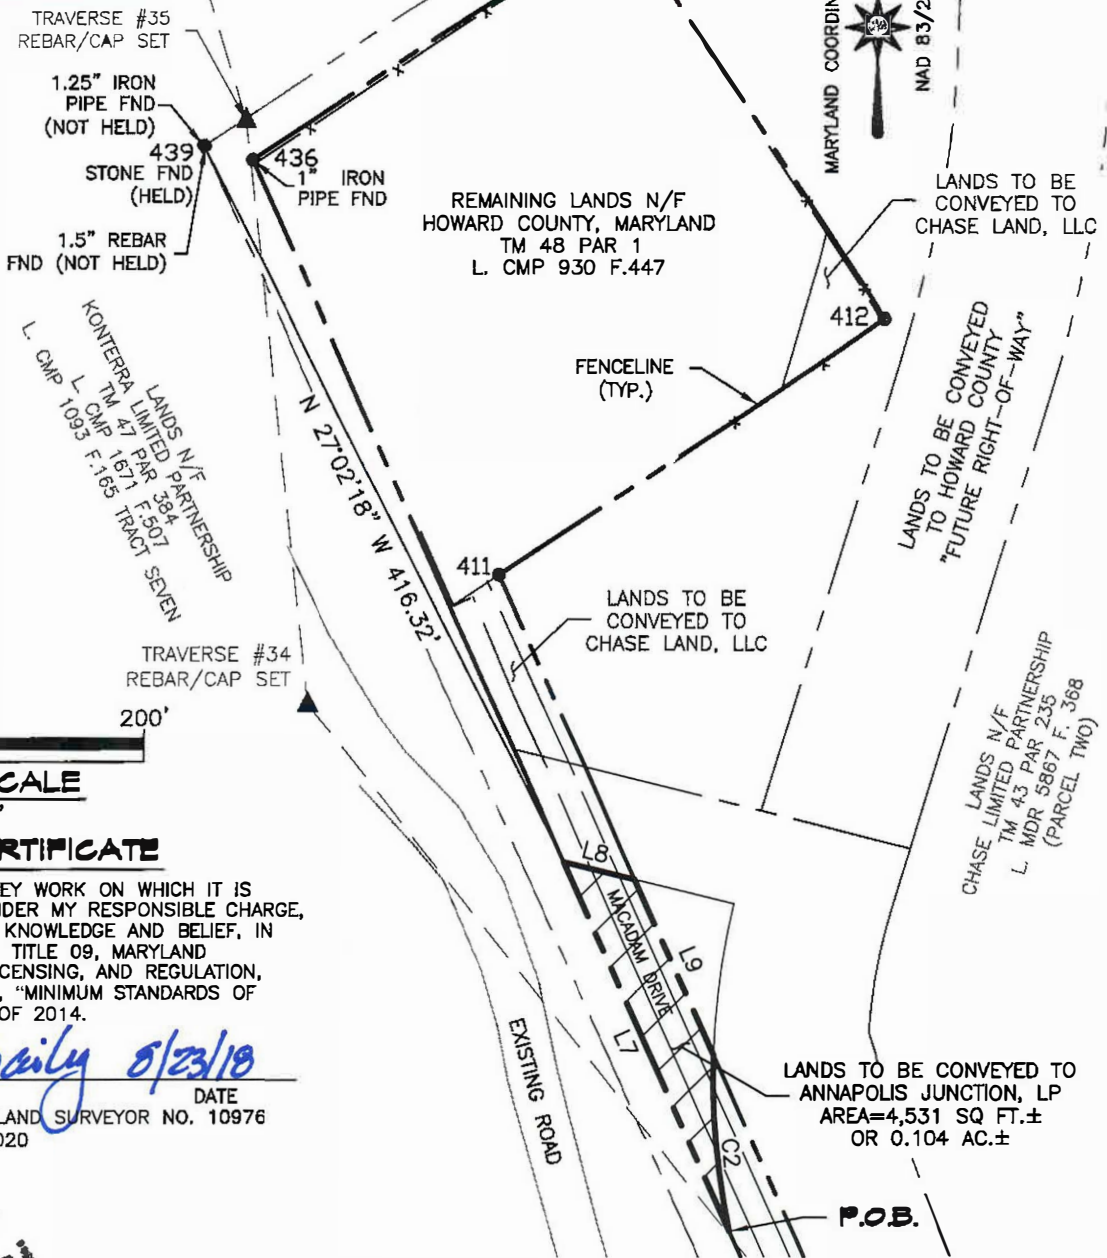 TRAVERSE #35
REBAR/CAP SET
1.25" IRON
PIPE FND
(NOT HELD)
439
STONE FND
(HELD)
1.5" REBAR
FND (NOT HELD)
436
1" IRON
PIPE FND
REMAINING LANDS N/F
HOWARD COUNTY, MARYLAND
TM 48 PAR 1
L. CMP 930 F.447
MARYLAND COORDIN
NAD 83/2
LANDS TO BE
CONVEYED TO
CHASE LAND, LLC
412
FENCELINE
(TYP.)
LANDS TO BE CONVEYED
TO HOWARD COUNTY
"FUTURE RIGHT-OF-WAY"
LANDS N/F
KONTERRA LIMITED PARTNERSHIP
TM 47 PAR 384
L. CMP 1671 F.507
L. CMP 1093 F.165 TRACT SEVEN
N 27°02'18" W 416.32'
411
LANDS TO BE
CONVEYED TO
CHASE LAND, LLC
TRAVERSE #34
REBAR/CAP SET
LANDS N/F
CHASE LIMITED PARTNERSHIP
TM 43 PAR 235
L. MDR 5867 F. 368
(PARCEL TWO)
200'
CALE
RTIFICATE
EY WORK ON WHICH IT IS
DER MY RESPONSIBLE CHARGE,
KNOWLEDGE AND BELIEF, IN
TITLE 09, MARYLAND
CENSING, AND REGULATION,
, "MINIMUM STANDARDS OF
OF 2014.
8/23/18
DATE
LAND SURVEYOR NO. 10976
020
L8
MACADAM DRIVE
L9
L7
EXISTING ROAD
C2
LANDS TO BE CONVEYED TO
ANNAPOLIS JUNCTION, LP
AREA=4,531 SQ FT.±
OR 0.104 AC.±
P.O.B.